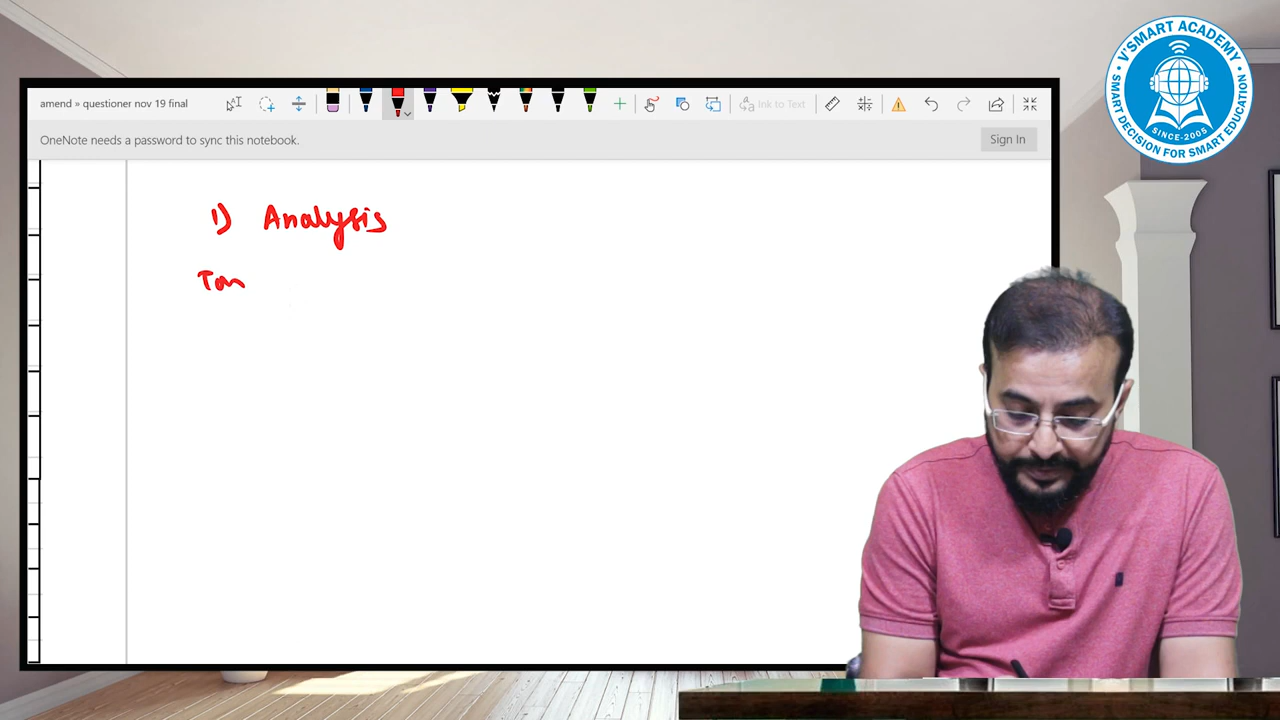 amend » questioner nov 19 final
Ink to Text
OneNote needs a password to sync this notebook.
Sign In
1) Analysis
V'SMART ACADEMY
SINCE-2005
SMART DECISION FOR SMART EDUCATION